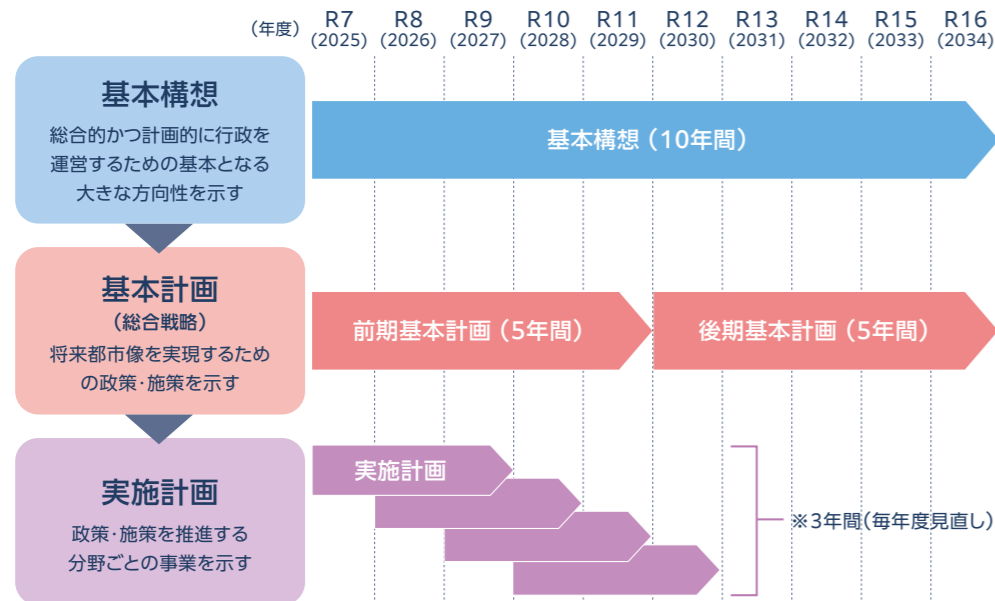 (年度)
R7 R8 R9 R10 R11 R12 R13 R14 R15 R16
(2025) (2026) (2027) (2028) (2029) (2030) (2031) (2032) (2033) (2034)
基本構想
総合的かつ計画的に行政を
運営するための基本となる
大きな方向性を示す
基本構想（10年間）
基本計画
（総合戦略）
将来都市像を実現するため
の政策・施策を示す
前期基本計画（5年間）
後期基本計画（5年間）
実施計画
政策・施策を推進する
分野ごとの事業を示す
実施計画
※3年間（毎年度見直し）